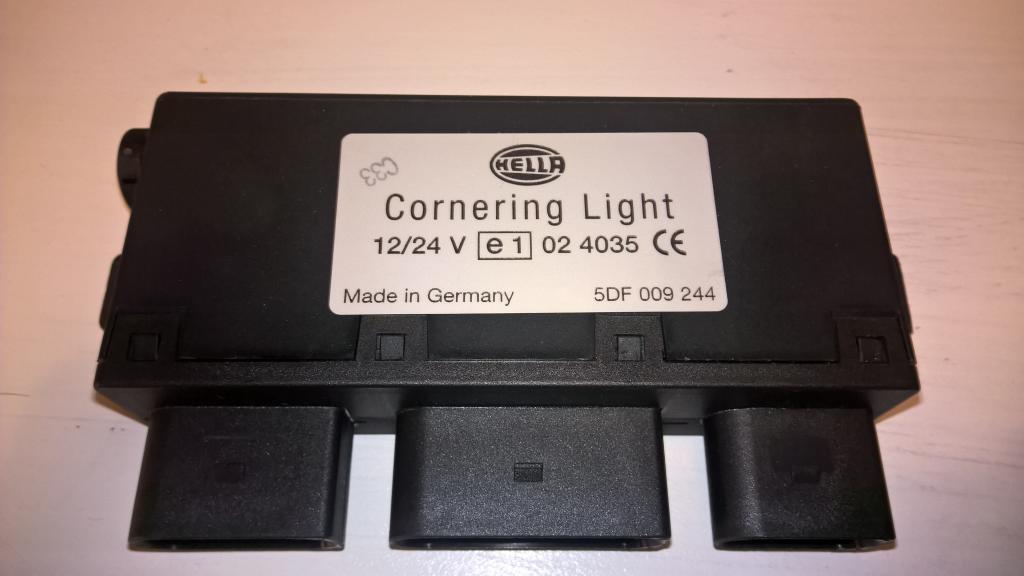 HELLA
C33
Cornering Light
12/24 V e1 02 4035 CE
Made in Germany 5DF 009 244